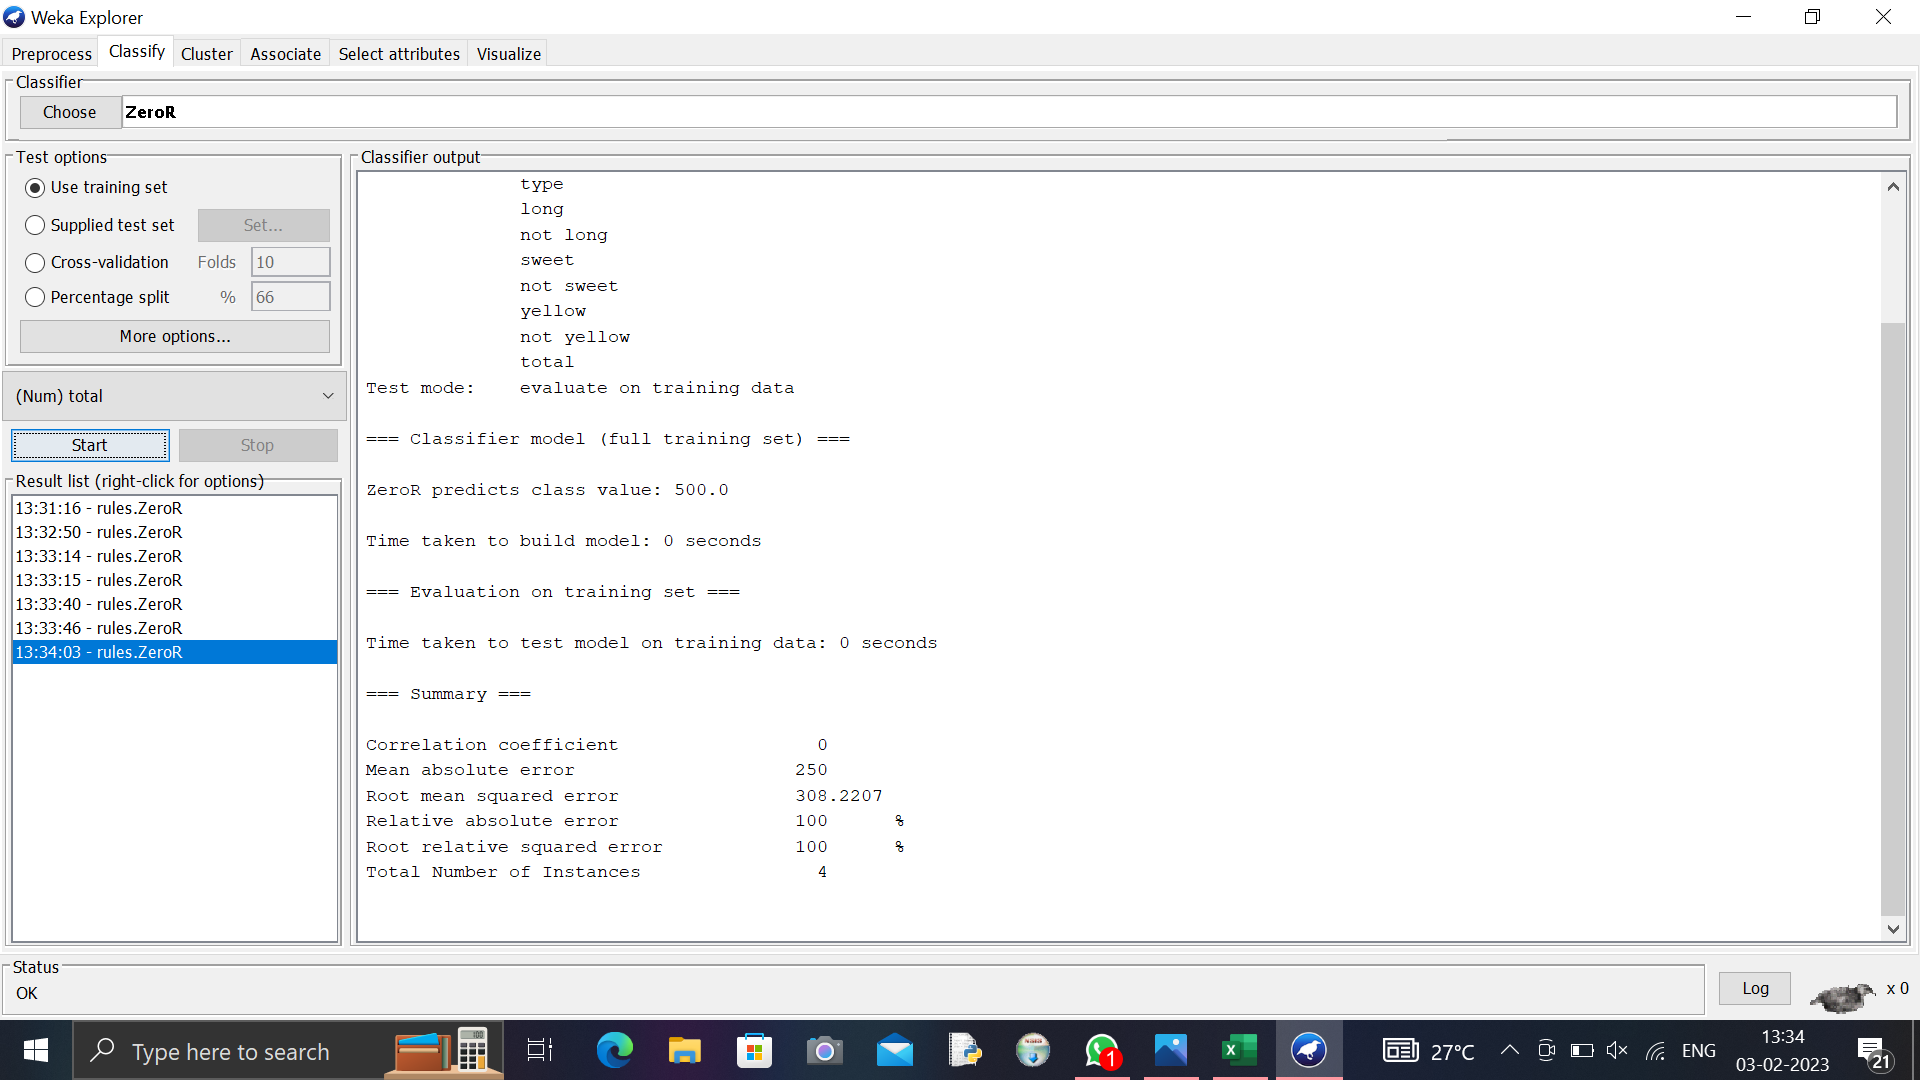 Weka Explorer
Preprocess Classify Cluster Associate Select attributes Visualize
Classifier
Choose ZeroR
Test options
Use training set
Supplied test set Set...
Cross-validation Folds 10
Percentage split % 66
More options...
(Num) total
Start Stop
Result list (right-click for options)
13:31:16 - rules.ZeroR
13:32:50 - rules.ZeroR
13:33:14 - rules.ZeroR
13:33:15 - rules.ZeroR
13:33:40 - rules.ZeroR
13:33:46 - rules.ZeroR
13:34:03 - rules.ZeroR
Classifier output
type
long
not long
sweet
not sweet
yellow
not yellow
total
Test mode: evaluate on training data
=== Classifier model (full training set) ===
ZeroR predicts class value: 500.0
Time taken to build model: 0 seconds
=== Evaluation on training set ===
Time taken to test model on training data: 0 seconds
=== Summary ===
Correlation coefficient 0
Mean absolute error 250
Root mean squared error 308.2207
Relative absolute error 100 %
Root relative squared error 100 %
Total Number of Instances 4
Status
OK
Log x 0
Type here to search
1
27°C
ENG
13:34
03-02-2023
21